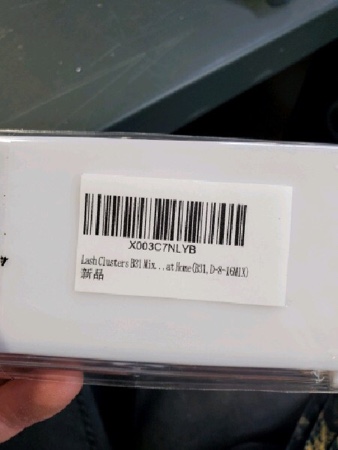 X003C7NLYB
Lash Clusters B31 Mix...at Home(B31,D-8-16MIX)
新品